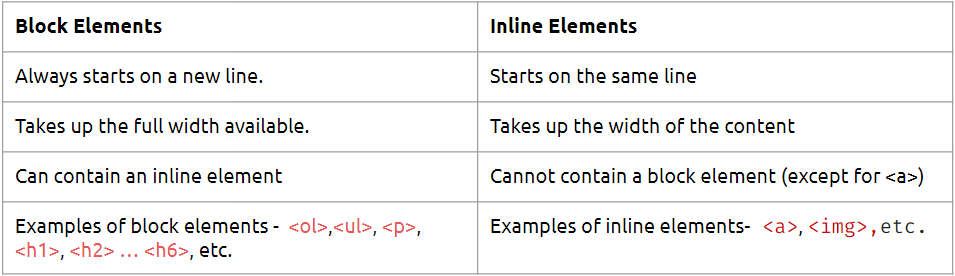 Block Elements
Inline Elements
Always starts on a new line.
Starts on the same line
Takes up the full width available.
Takes up the width of the content
Can contain an inline element
Cannot contain a block element (except for <a>)
Examples of block elements - <ol>,<ul>, <p>,
<h1>, <h2> ... <h6>, etc.
Examples of inline elements- <a>, <img>,etc.